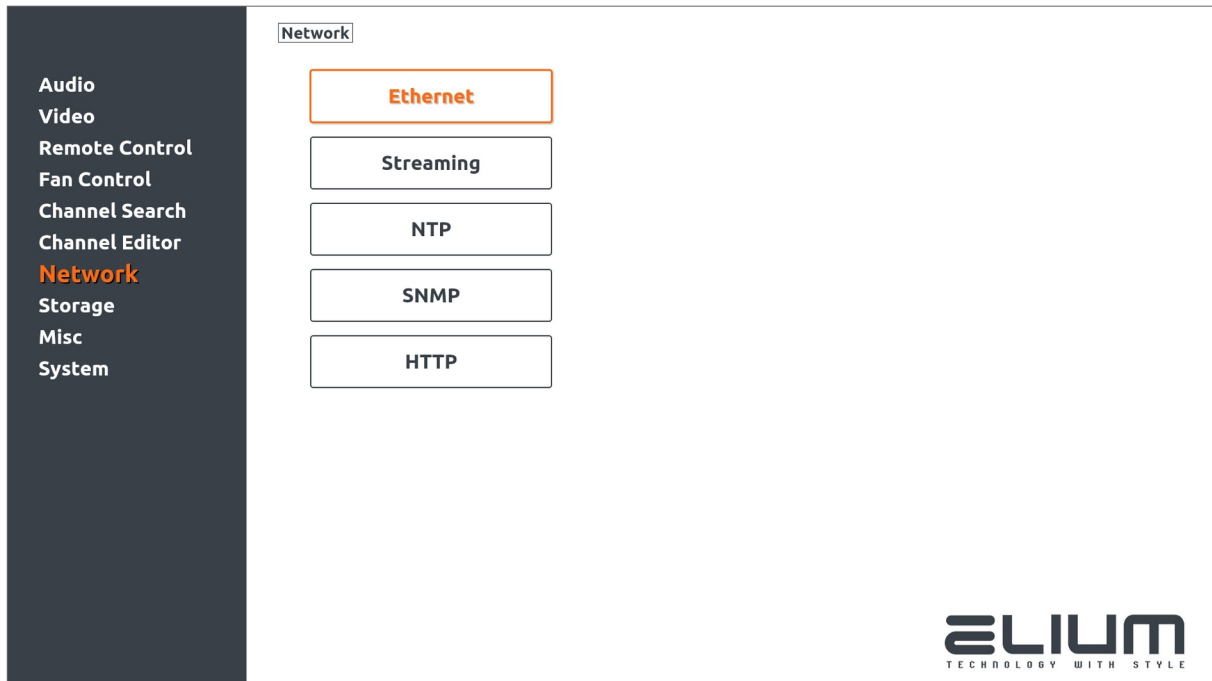 Network
Audio
Video
Remote Control
Fan Control
Channel Search
Channel Editor
Network
Storage
Misc
System
Ethernet
Streaming
NTP
SNMP
HTTP
ELIUM
TECHNOLOGY WITH STYLE